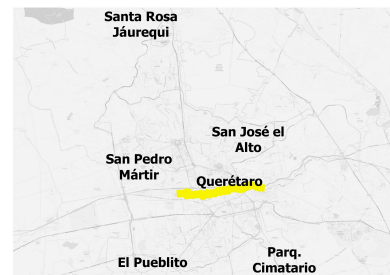 Santa Rosa
Jáurequi
San José el
Alto
San Pedro
Mártir
Querétaro
El Pueblito
Parq.
Cimatario